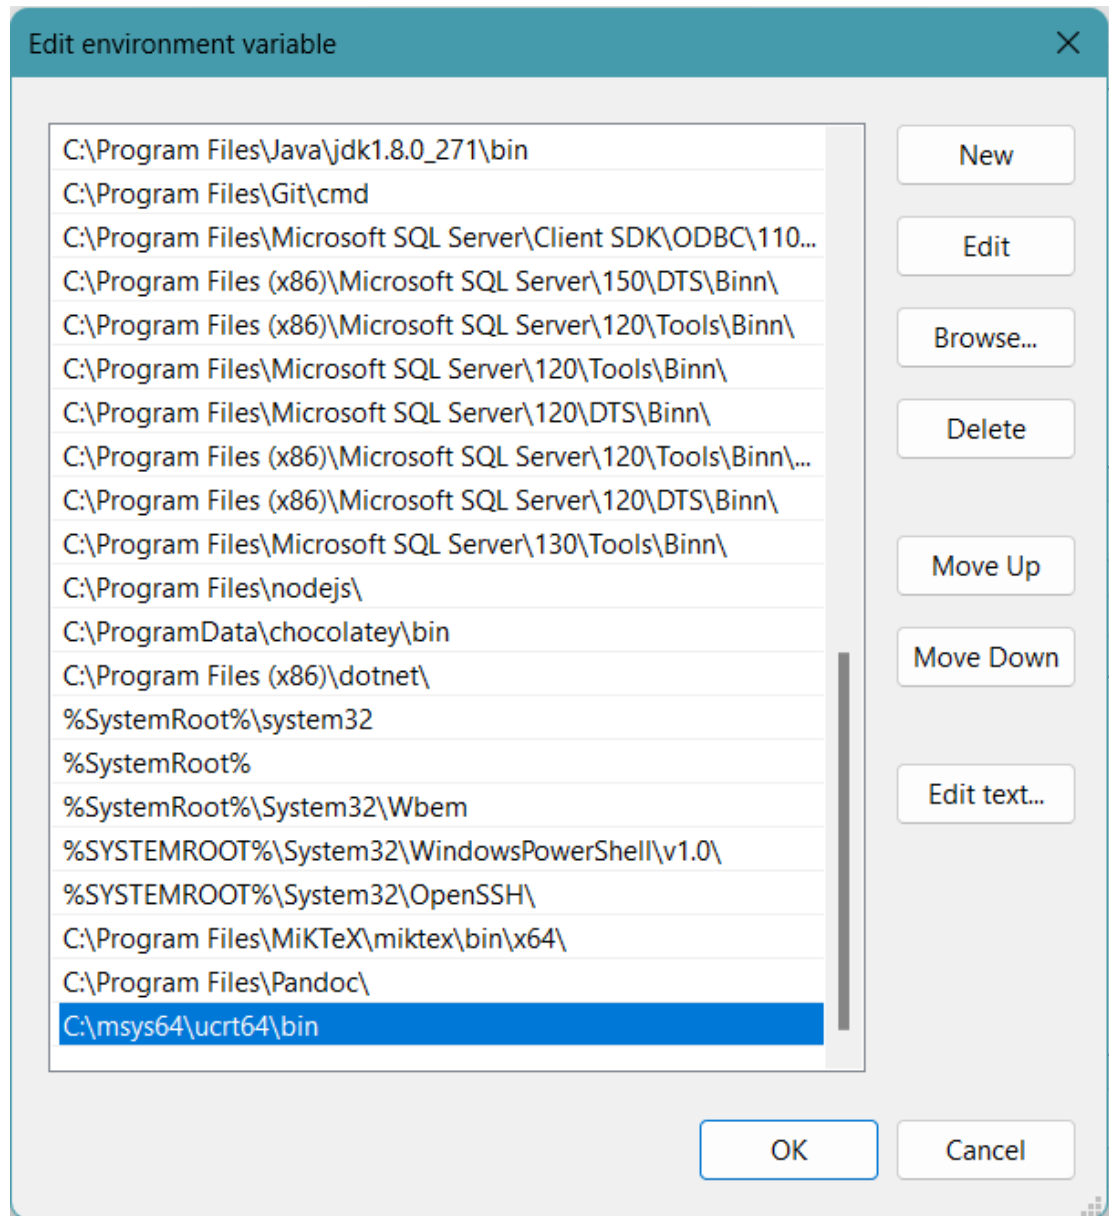 Edit environment variable
C:\Program Files\Java\jdk1.8.0_271\bin
C:\Program Files\Git\cmd
C:\Program Files\Microsoft SQL Server\Client SDK\ODBC\110...
C:\Program Files (x86)\Microsoft SQL Server\150\DTS\Binn\
C:\Program Files (x86)\Microsoft SQL Server\120\Tools\Binn\
C:\Program Files\Microsoft SQL Server\120\Tools\Binn\
C:\Program Files\Microsoft SQL Server\120\DTS\Binn\
C:\Program Files (x86)\Microsoft SQL Server\120\Tools\Binn\...
C:\Program Files (x86)\Microsoft SQL Server\120\DTS\Binn\
C:\Program Files\Microsoft SQL Server\130\Tools\Binn\
C:\Program Files\nodejs\
C:\ProgramData\chocolatey\bin
C:\Program Files (x86)\dotnet\
%SystemRoot%\system32
%SystemRoot%
%SystemRoot%\System32\Wbem
%SYSTEMROOT%\System32\WindowsPowerShell\v1.0\
%SYSTEMROOT%\System32\OpenSSH\
C:\Program Files\MiKTeX\miktex\bin\x64\
C:\Program Files\Pandoc\
C:\msys64\ucrt64\bin
New
Edit
Browse...
Delete
Move Up
Move Down
Edit text...
OK
Cancel